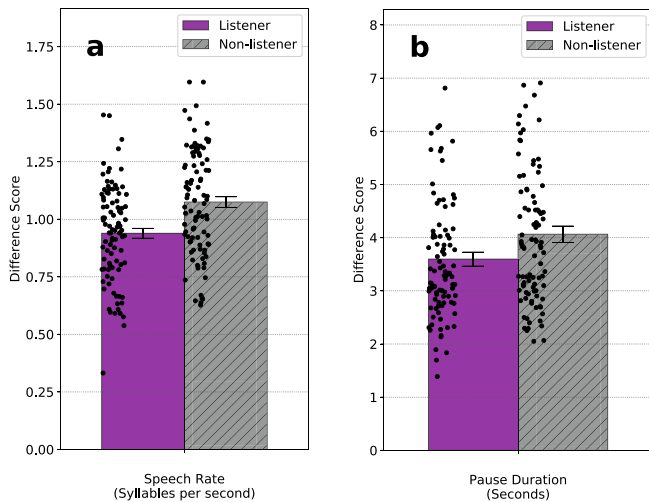 a
Listener
Non-listener
Difference Score
1.75
1.50
1.25
1.00
0.75
0.50
0.25
0.00
Speech Rate
(Syllables per second)
b
Listener
Non-listener
Difference Score
8
7
6
5
4
3
2
1
0
Pause Duration
(Seconds)